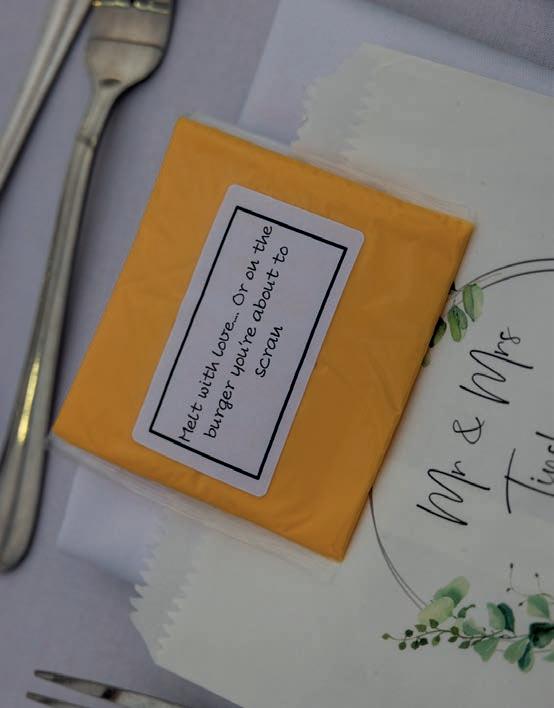 Melt with love.... Or on the
burger you're about to
scran
Mr & Mrs